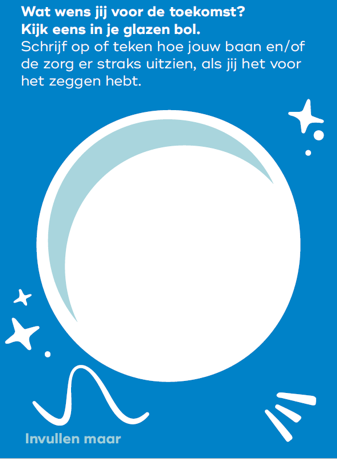 Wat wens jij voor de toekomst?
Kijk eens in je glazen bol.
Schrijf op of teken hoe jouw baan en/of
de zorg er straks uitzien, als jij het voor
het zeggen hebt.
Invullen maar